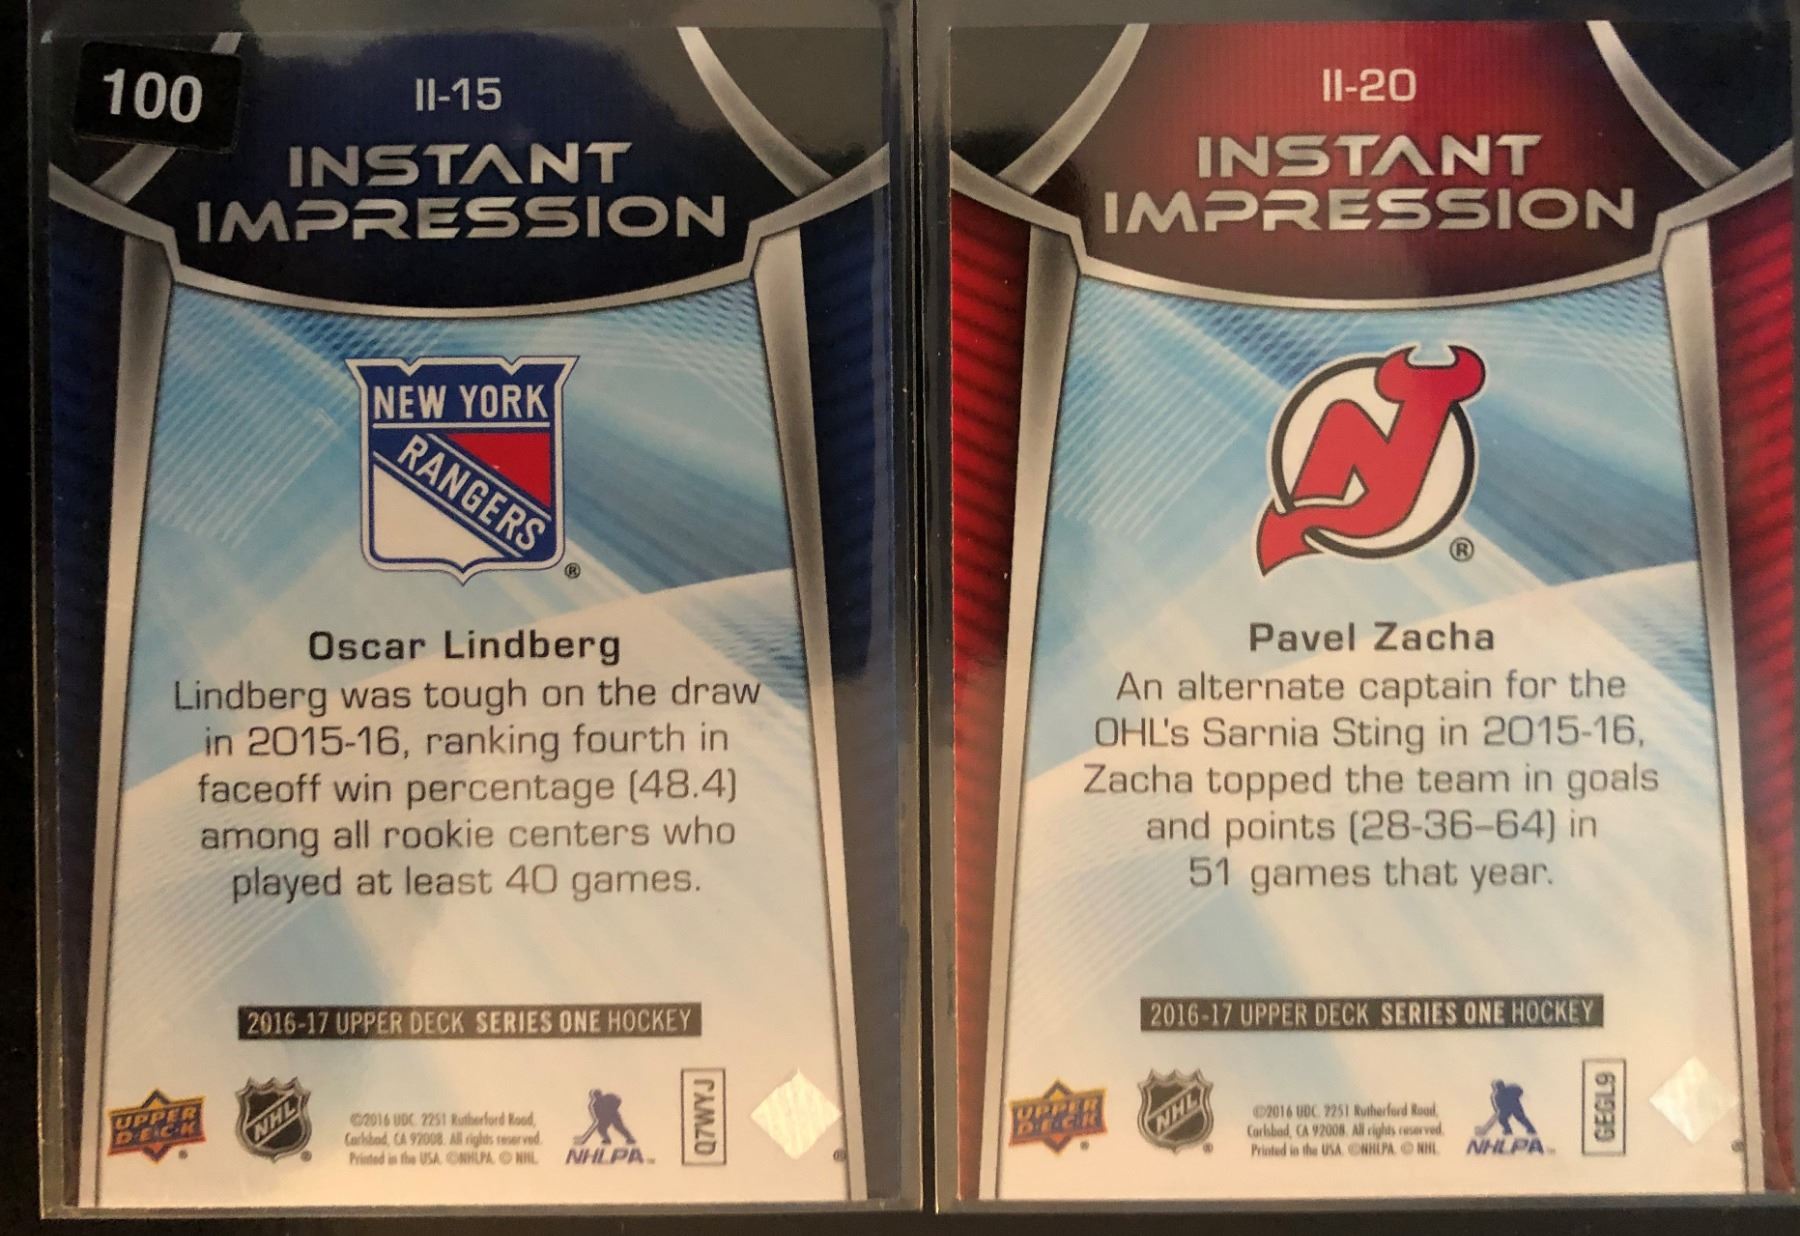 100
II-15
INSTANT
IMPRESSION
NEW YORK
RANGERS
®
Oscar Lindberg
Lindberg was tough on the draw
in 2015-16, ranking fourth in
faceoff win percentage (48.4)
among all rookie centers who
played at least 40 games.
2016-17 UPPER DECK SERIES ONE HOCKEY
UPPER
D•E•C•K
NHL
©2016 UDC. 2251 Rutherford Road,
Carlsbad, CA 92008. All rights reserved.
Printed in the USA. ©NHLPA. © NHL
NHLPA
Q7WYJ
II-20
INSTANT
IMPRESSION
NJ
®
Pavel Zacha
An alternate captain for the
OHL's Sarnia Sting in 2015-16,
Zacha topped the team in goals
and points (28-36–64) in
51 games that year.
2016-17 UPPER DECK SERIES ONE HOCKEY
UPPER
D•E•C•K
NHL
©2016 UDC. 2251 Rutherford Road,
Carlsbad, CA 92008. All rights reserved.
Printed in the USA. ©NHLPA. © NHL
NHLPA
GEGL9